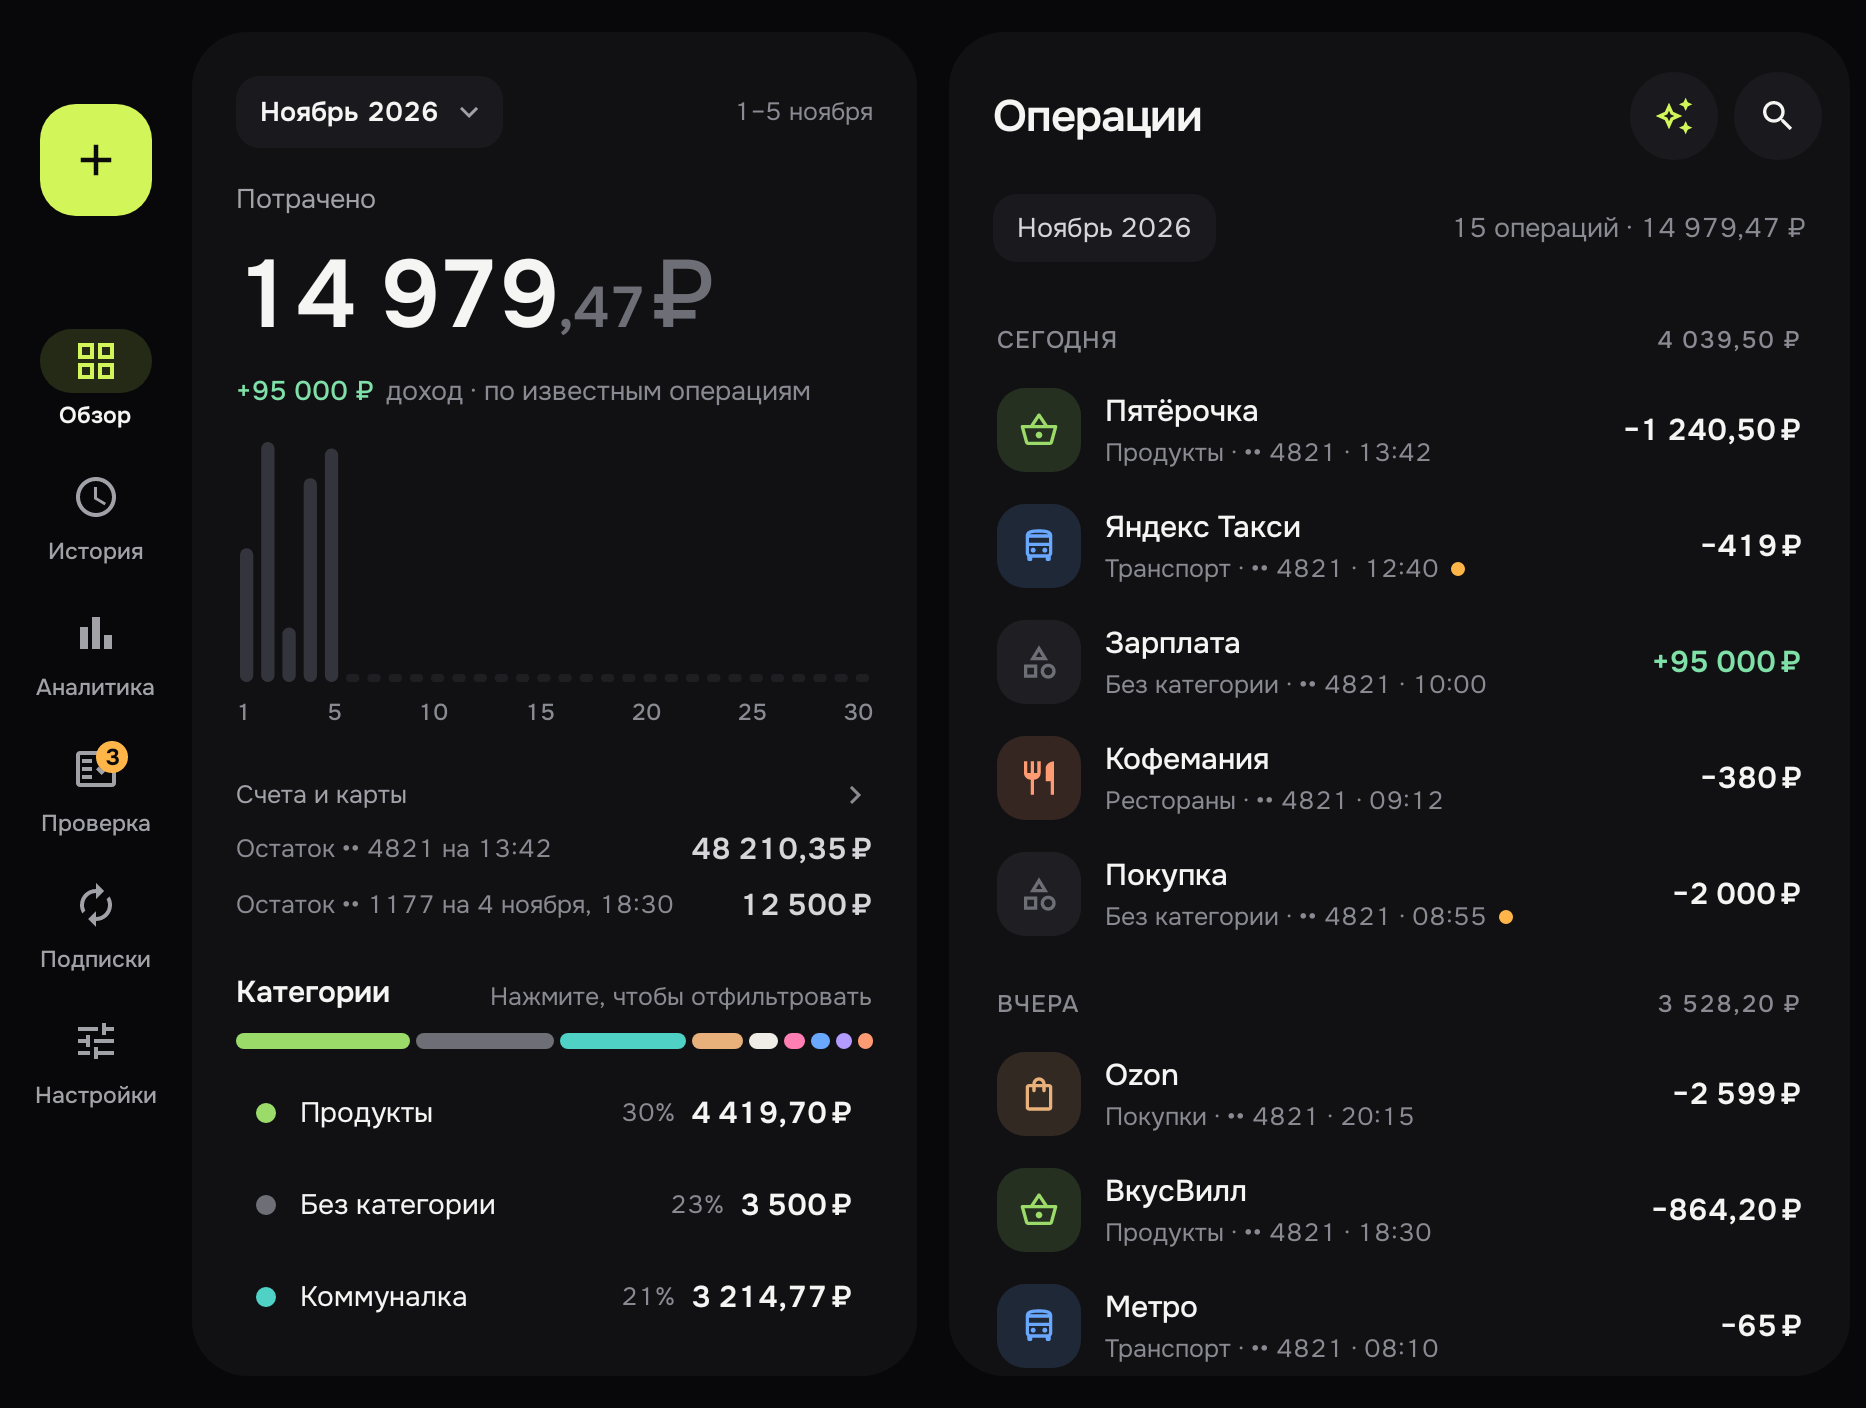 Обзор
История
Аналитика
3
Проверка
Подписки
Настройки
Ноябрь 2026
1–5 ноября
Потрачено
14 979,47 ₽
+95 000 ₽ доход · по известным операциям
1 5 10 15 20 25 30
Счета и карты
Остаток •• 4821 на 13:42 48 210,35 ₽
Остаток •• 1177 на 4 ноября, 18:30 12 500 ₽
Категории Нажмите, чтобы отфильтровать
Продукты 30% 4 419,70 ₽
Без категории 23% 3 500 ₽
Коммуналка 21% 3 214,77 ₽
Операции
Ноябрь 2026 15 операций · 14 979,47 ₽
СЕГОДНЯ 4 039,50 ₽
Пятёрочка
Продукты · •• 4821 · 13:42
−1 240,50 ₽
Яндекс Такси
Транспорт · •• 4821 · 12:40
−419 ₽
Зарплата
Без категории · •• 4821 · 10:00
+95 000 ₽
Кофемания
Рестораны · •• 4821 · 09:12
−380 ₽
Покупка
Без категории · •• 4821 · 08:55
−2 000 ₽
ВЧЕРА 3 528,20 ₽
Ozon
Покупки · •• 4821 · 20:15
−2 599 ₽
ВкусВилл
Продукты · •• 4821 · 18:30
−864,20 ₽
Метро
Транспорт · •• 4821 · 08:10
−65 ₽